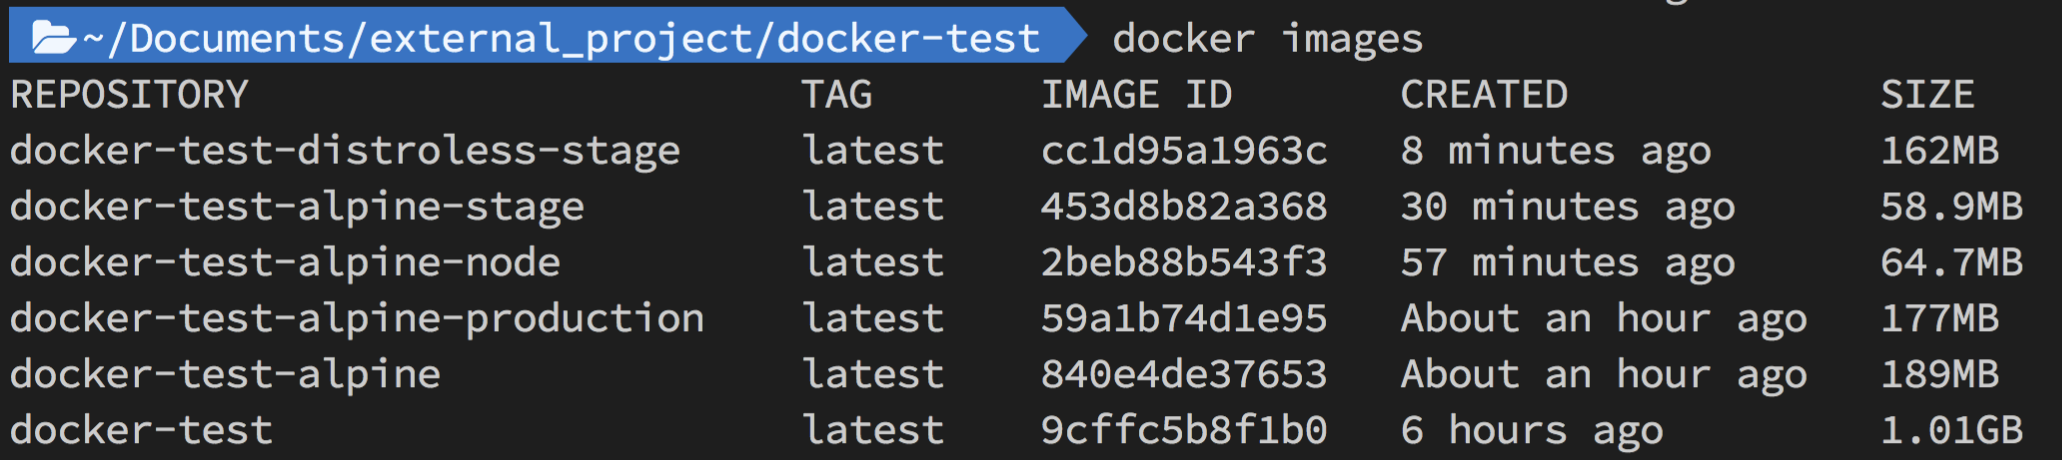 ~/Documents/external_project/docker-test docker images
REPOSITORY TAG IMAGE ID CREATED SIZE
docker-test-distroless-stage latest cc1d95a1963c 8 minutes ago 162MB
docker-test-alpine-stage latest 453d8b82a368 30 minutes ago 58.9MB
docker-test-alpine-node latest 2beb88b543f3 57 minutes ago 64.7MB
docker-test-alpine-production latest 59a1b74d1e95 About an hour ago 177MB
docker-test-alpine latest 840e4de37653 About an hour ago 189MB
docker-test latest 9cffc5b8f1b0 6 hours ago 1.01GB